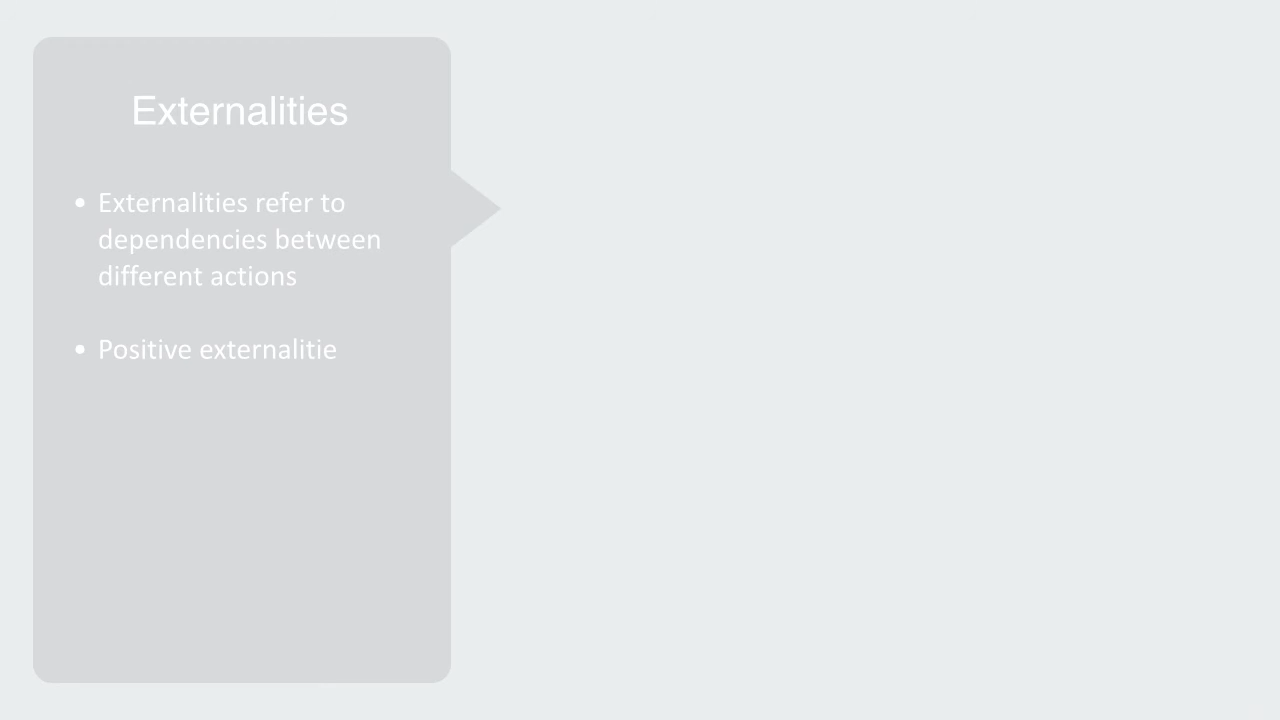 Externalities
• Externalities refer to
dependencies between
different actions
• Positive externalitie